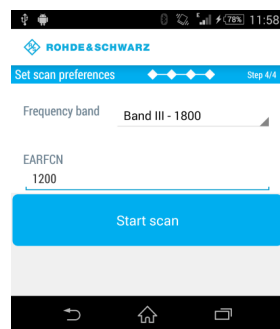 78% 11:58
ROHDE&SCHWARZ
Set scan preferences Step 4/4
Frequency band Band III - 1800
EARFCN
1200
Start scan